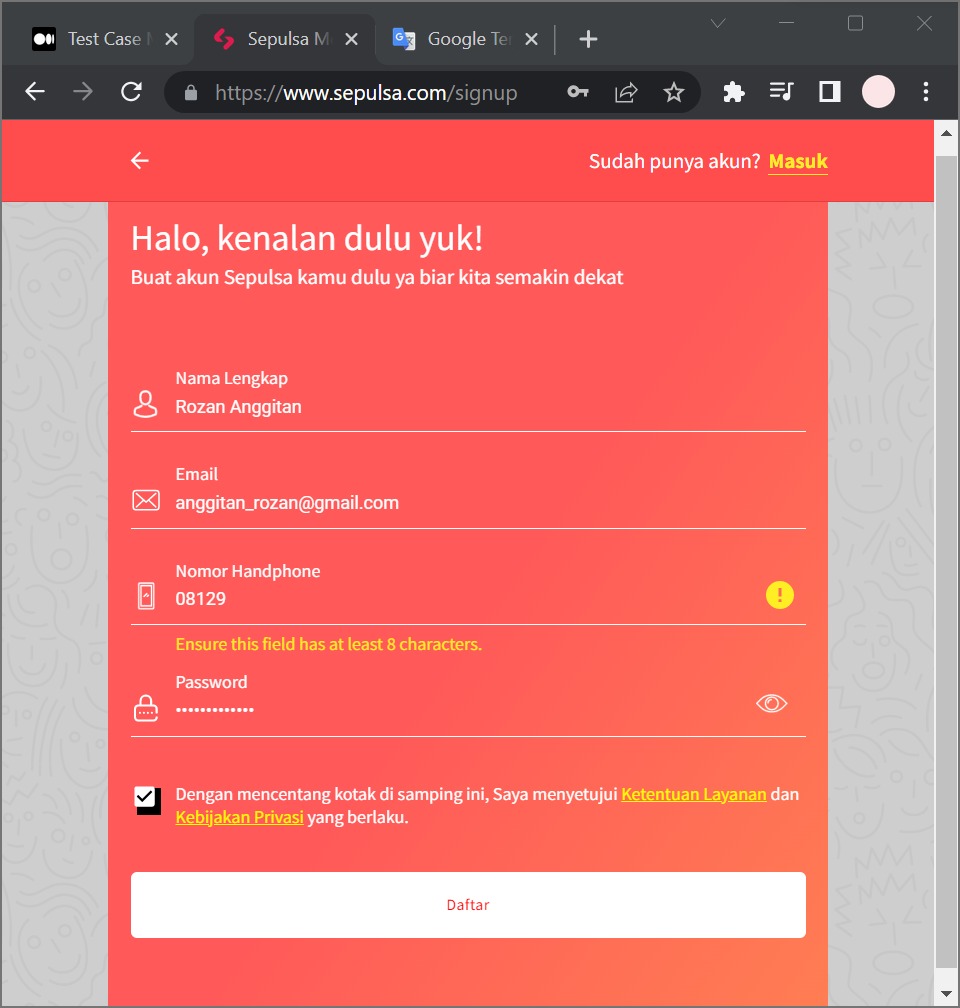 Test Case
Sepulsa M
Google Te
https://www.sepulsa.com/signup
Sudah punya akun? Masuk
Halo, kenalan dulu yuk!
Buat akun Sepulsa kamu dulu ya biar kita semakin dekat
Nama Lengkap
Rozan Anggitan
Email
anggitan_rozan@gmail.com
Nomor Handphone
08129
!
Ensure this field has at least 8 characters.
Password
•••••••••••••
Dengan mencentang kotak di samping ini, Saya menyetujui Ketentuan Layanan dan
Kebijakan Privasi yang berlaku.
Daftar